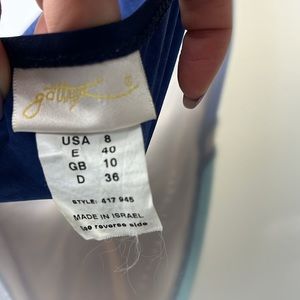 gottex ®
USA 8
E 40
GB 10
D 36
STYLE: 417 945
MADE IN ISRAEL
see reverse side